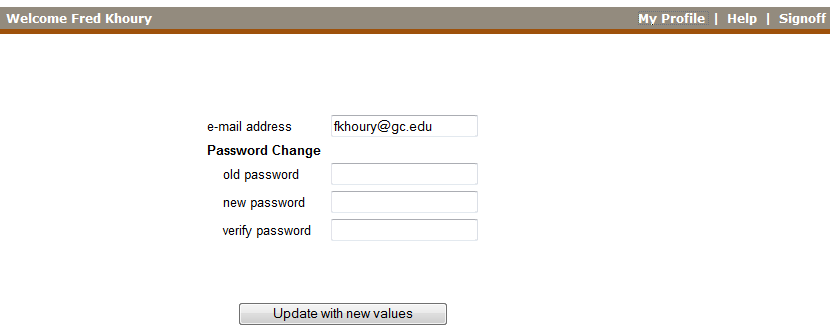 Welcome Fred Khoury My Profile | Help | Signoff
e-mail address fkhoury@gc.edu
Password Change
old password
new password
verify password
Update with new values